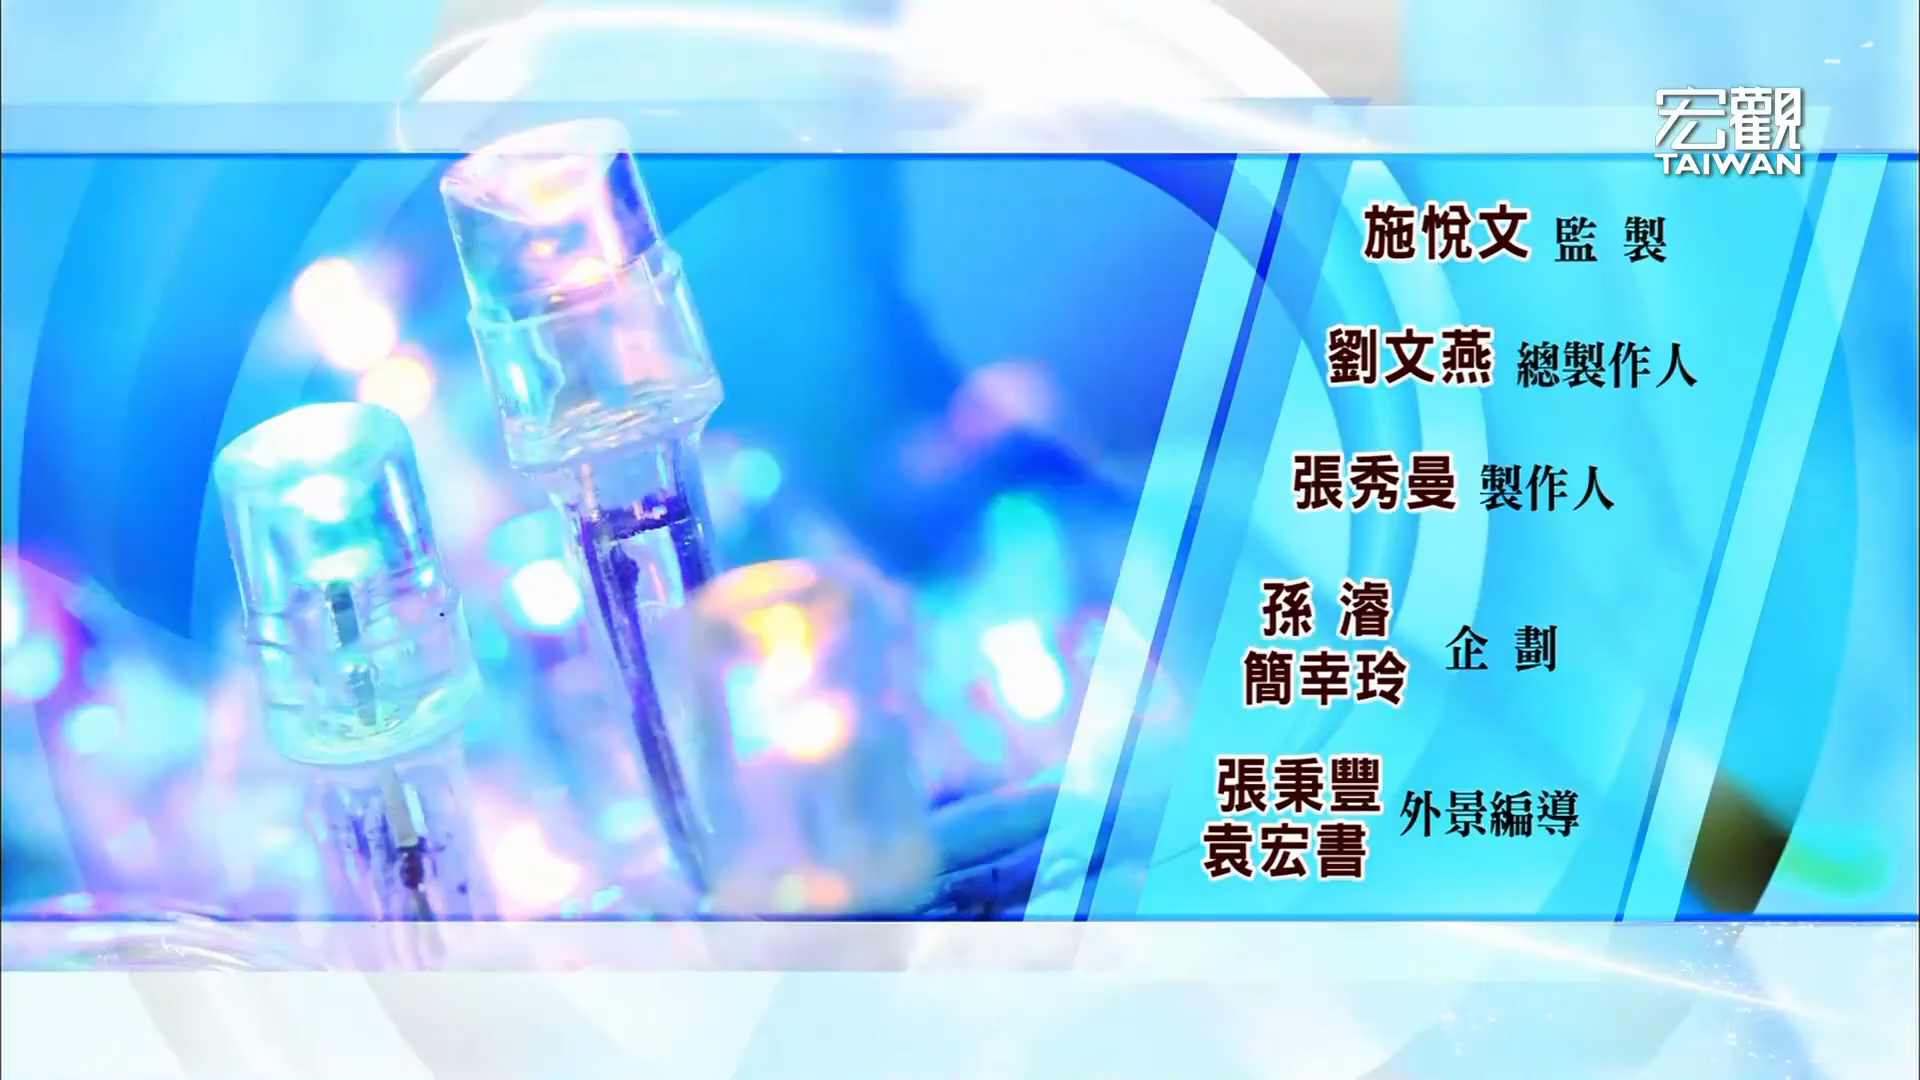 宏觀
TAIWAN
施悅文 監製
劉文燕 總製作人
張秀曼 製作人
孫濬
簡幸玲 企劃
張秉豐
袁宏書 外景編導